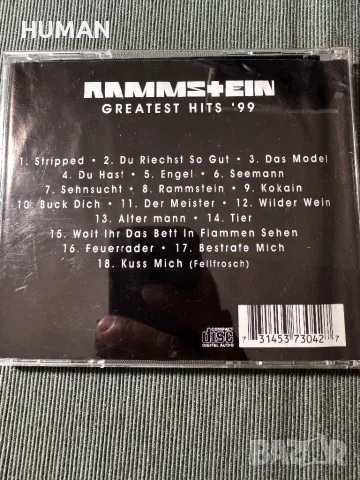 HUMAN
RAMMSTEIN
GREATEST HITS '99
1. Stripped • 2. Du Riechst So Gut • 3. Das Model
4. Du Hast • 5. Engel • 6. Seemann
7. Sehnsucht • 8. Rammstein • 9. Kokain
10. Buck Dich • 11. Der Meister • 12. Wilder Wein
13. Alter mann • 14. Tier
15. Wolt Ihr Das Bett In Flammen Sehen
16. Feuerrader • 17. Bestrafe Mich
18. Kuss Mich (Fellfrosch)
COMPACT
disc
DIGITAL AUDIO
7 31453 73042 7
BAZAR